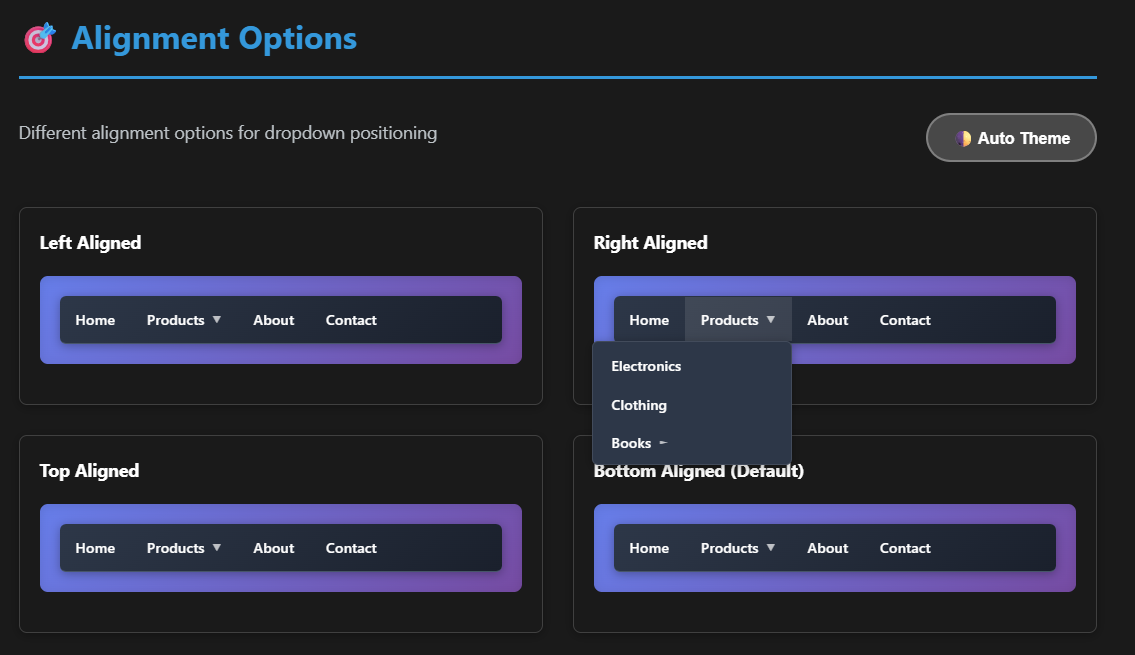 🎯 Alignment Options
Different alignment options for dropdown positioning
🌓 Auto Theme
Left Aligned
Home Products ▼ About Contact
Right Aligned
Home Products ▼ About Contact
Electronics
Clothing
Books ►
Top Aligned
Home Products ▼ About Contact
Bottom Aligned (Default)
Home Products ▼ About Contact